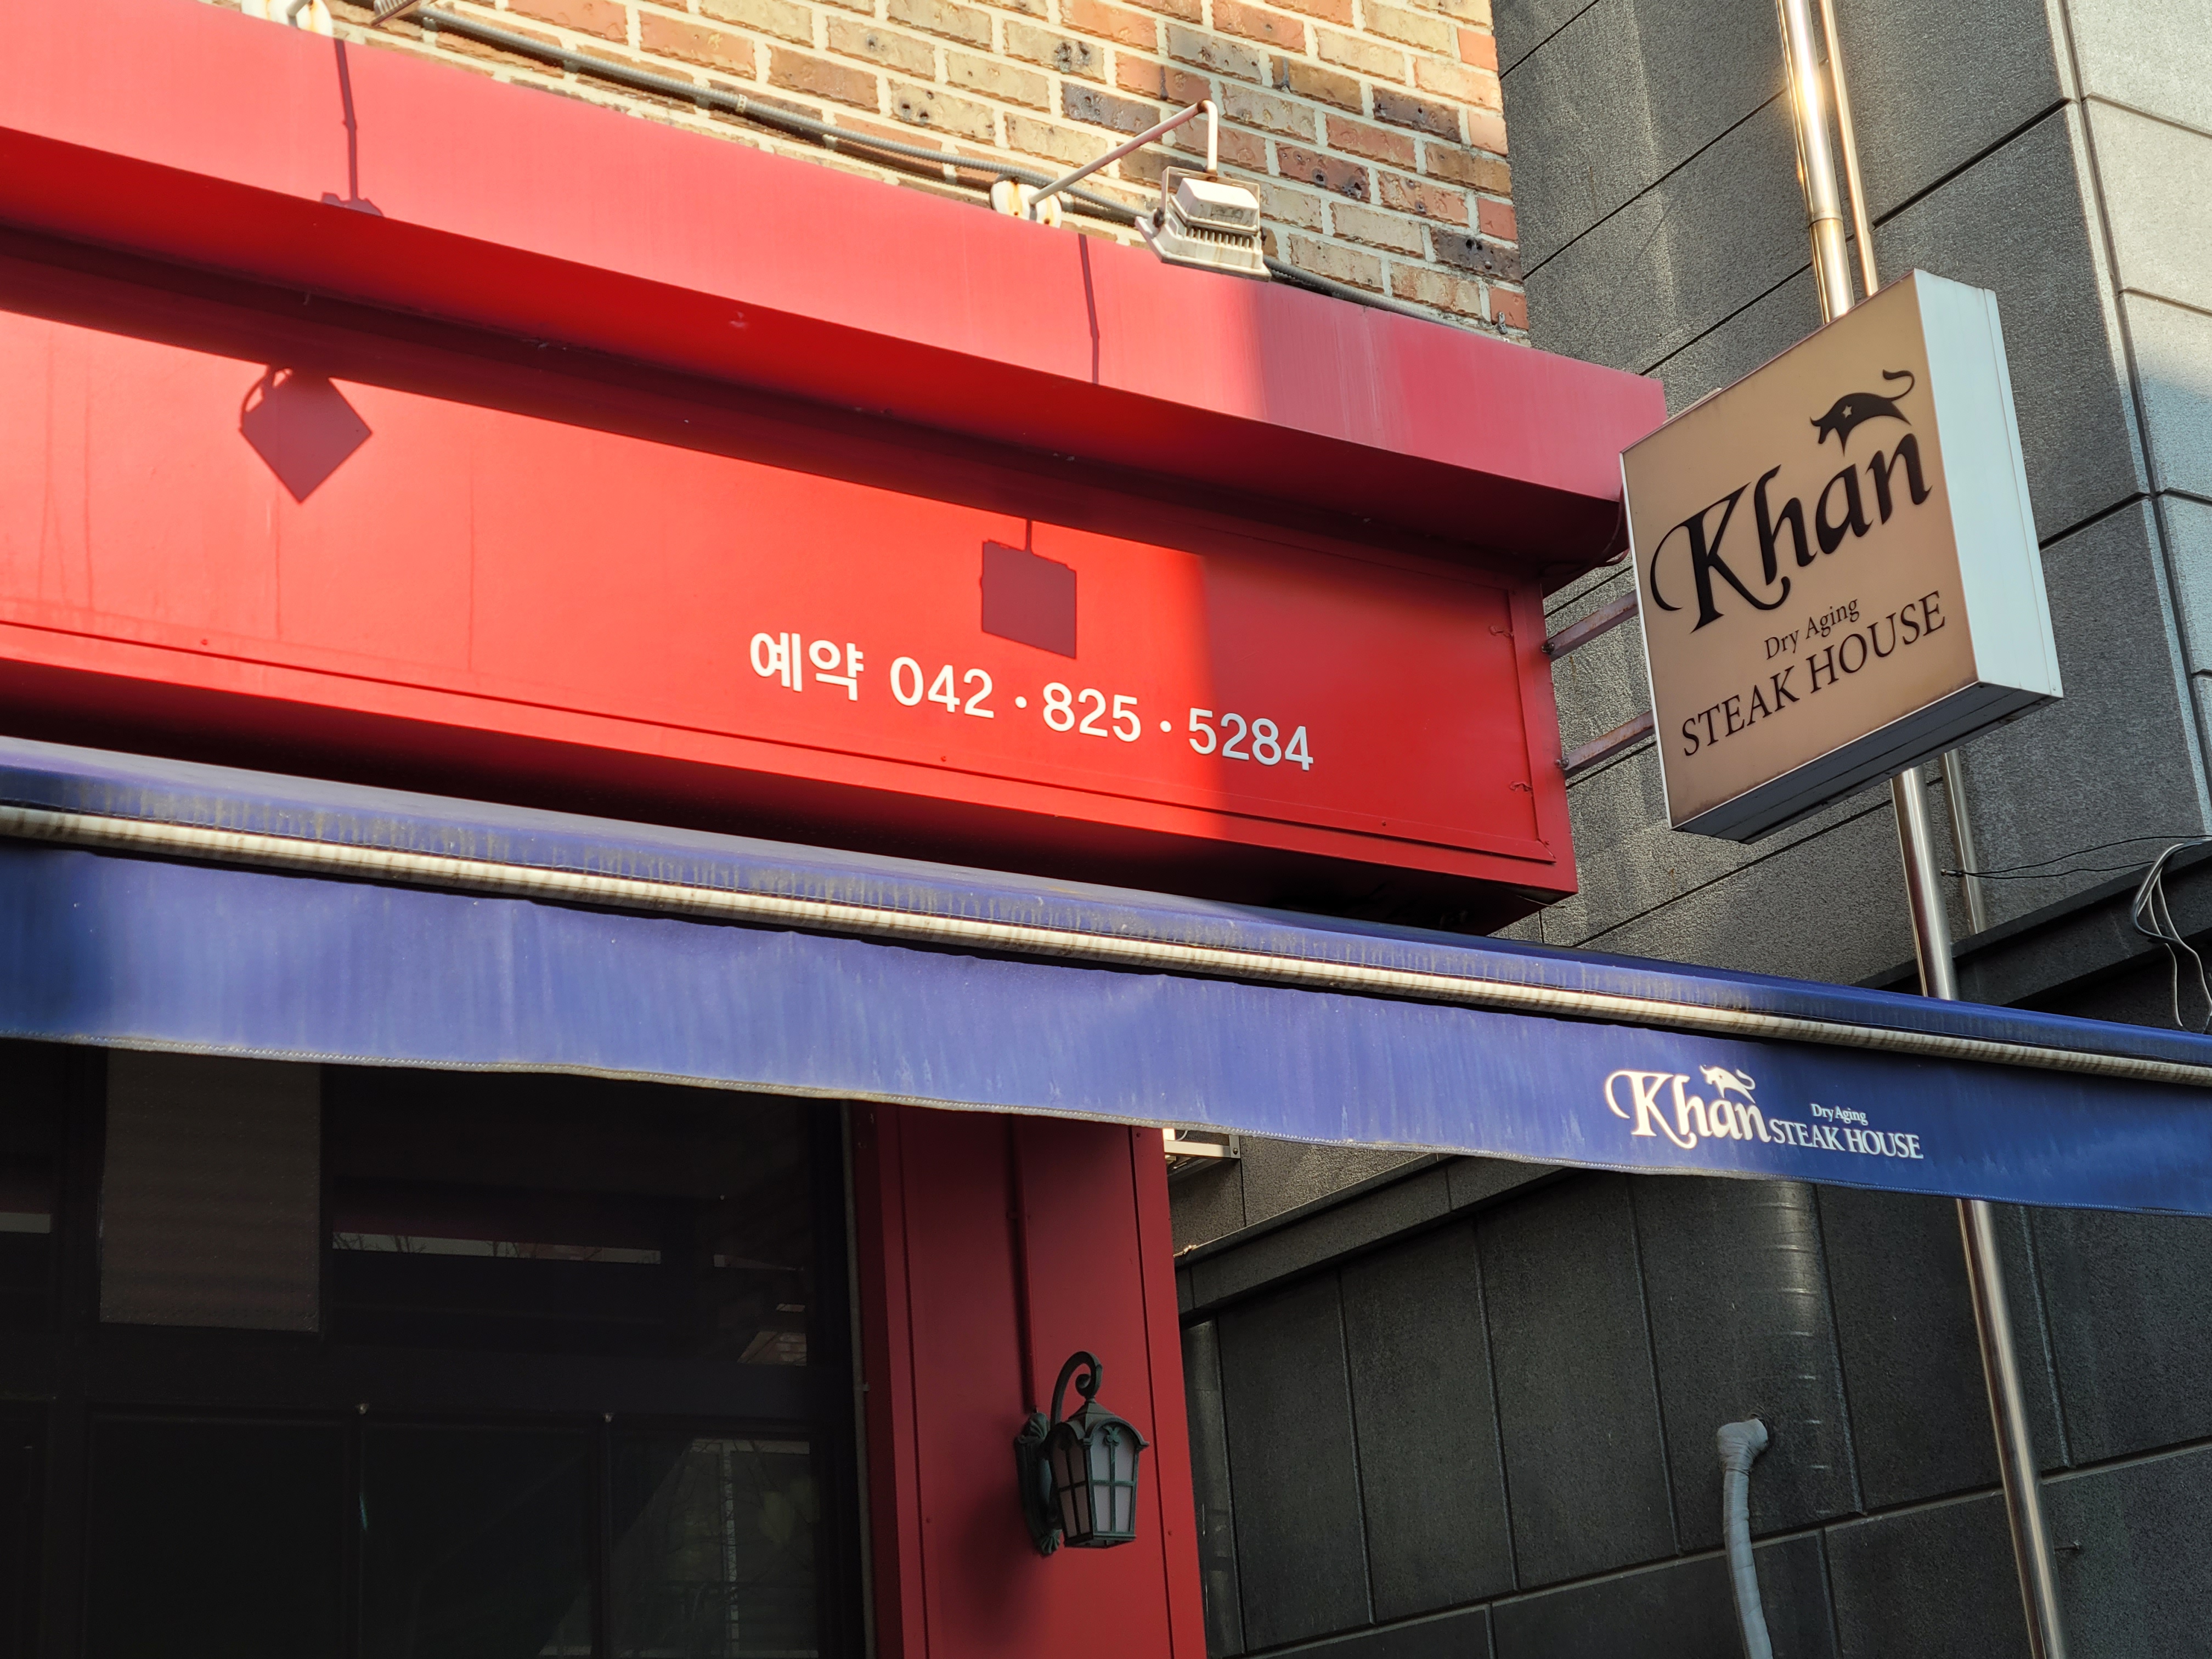 예약 042·825·5284
Khan
Dry Aging
STEAK HOUSE
Khan
Dry Aging
STEAK HOUSE